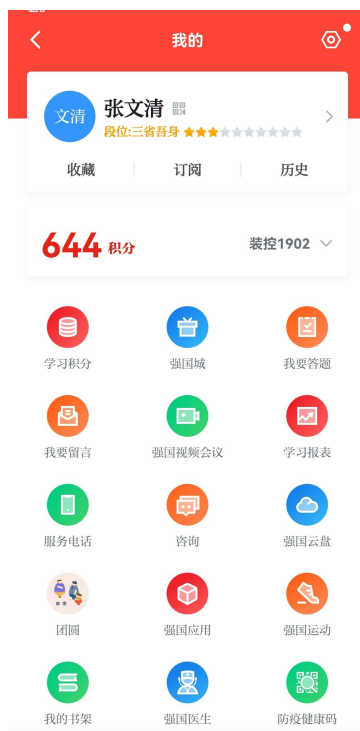 我的
文清
张文清
段位:三省吾身
收藏 订阅 历史
644 积分 装控1902
学习积分 强国城 我要答题
我要留言 强国视频会议 学习报表
服务电话 咨询 强国云盘
团圆 强国应用 强国运动
我的书架 强国医生 防疫健康码